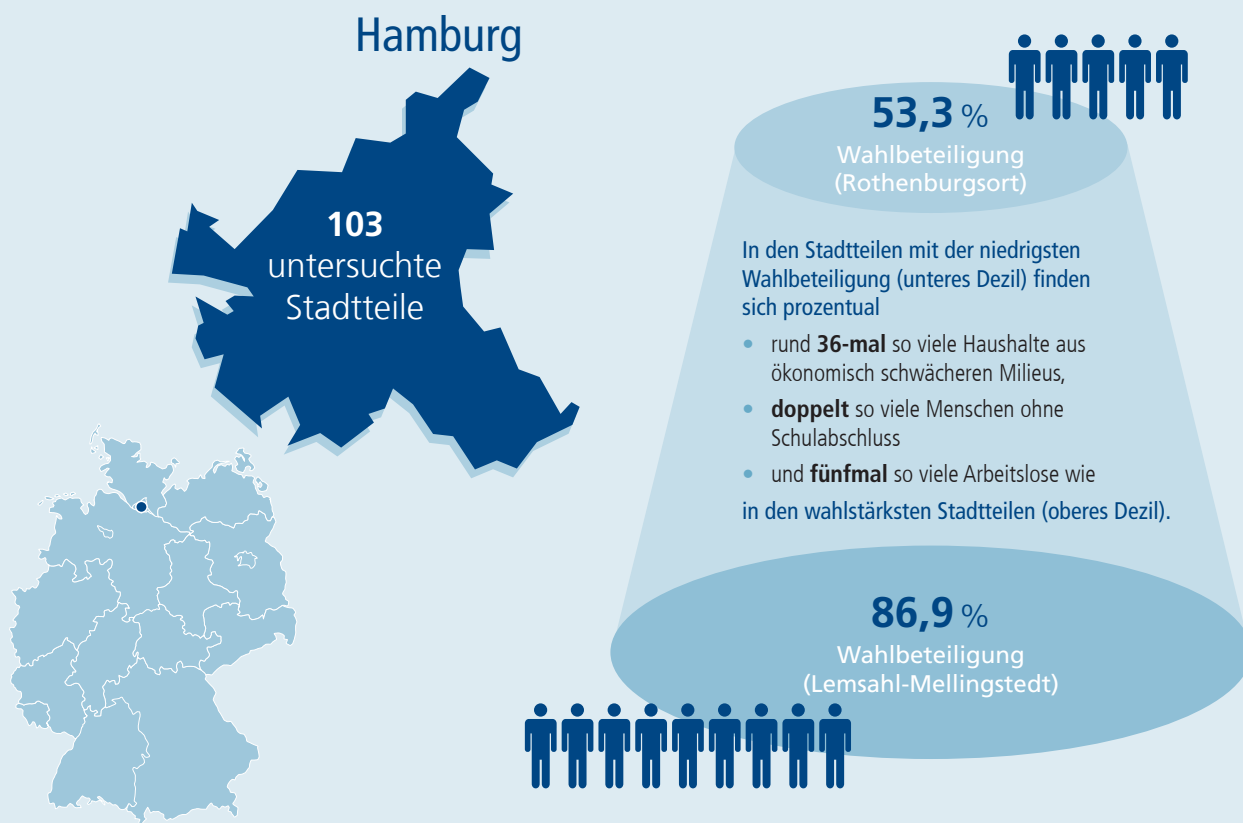 Hamburg
103
untersuchte
Stadtteile
53,3 %
Wahlbeteiligung
(Rothenburgsort)
In den Stadtteilen mit der niedrigsten
Wahlbeteiligung (unteres Dezil) finden
sich prozentual
• rund 36-mal so viele Haushalte aus
ökonomisch schwächeren Milieus,
• doppelt so viele Menschen ohne
Schulabschluss
• und fünfmal so viele Arbeitslose wie
in den wahlstärksten Stadtteilen (oberes Dezil).
86,9 %
Wahlbeteiligung
(Lemsahl-Mellingstedt)